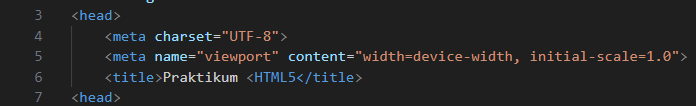 3 <head>
4 <meta charset="UTF-8">
5 <meta name="viewport" content="width=device-width, initial-scale=1.0">
6 <title>Praktikum <HTML5</title>
7 <head>